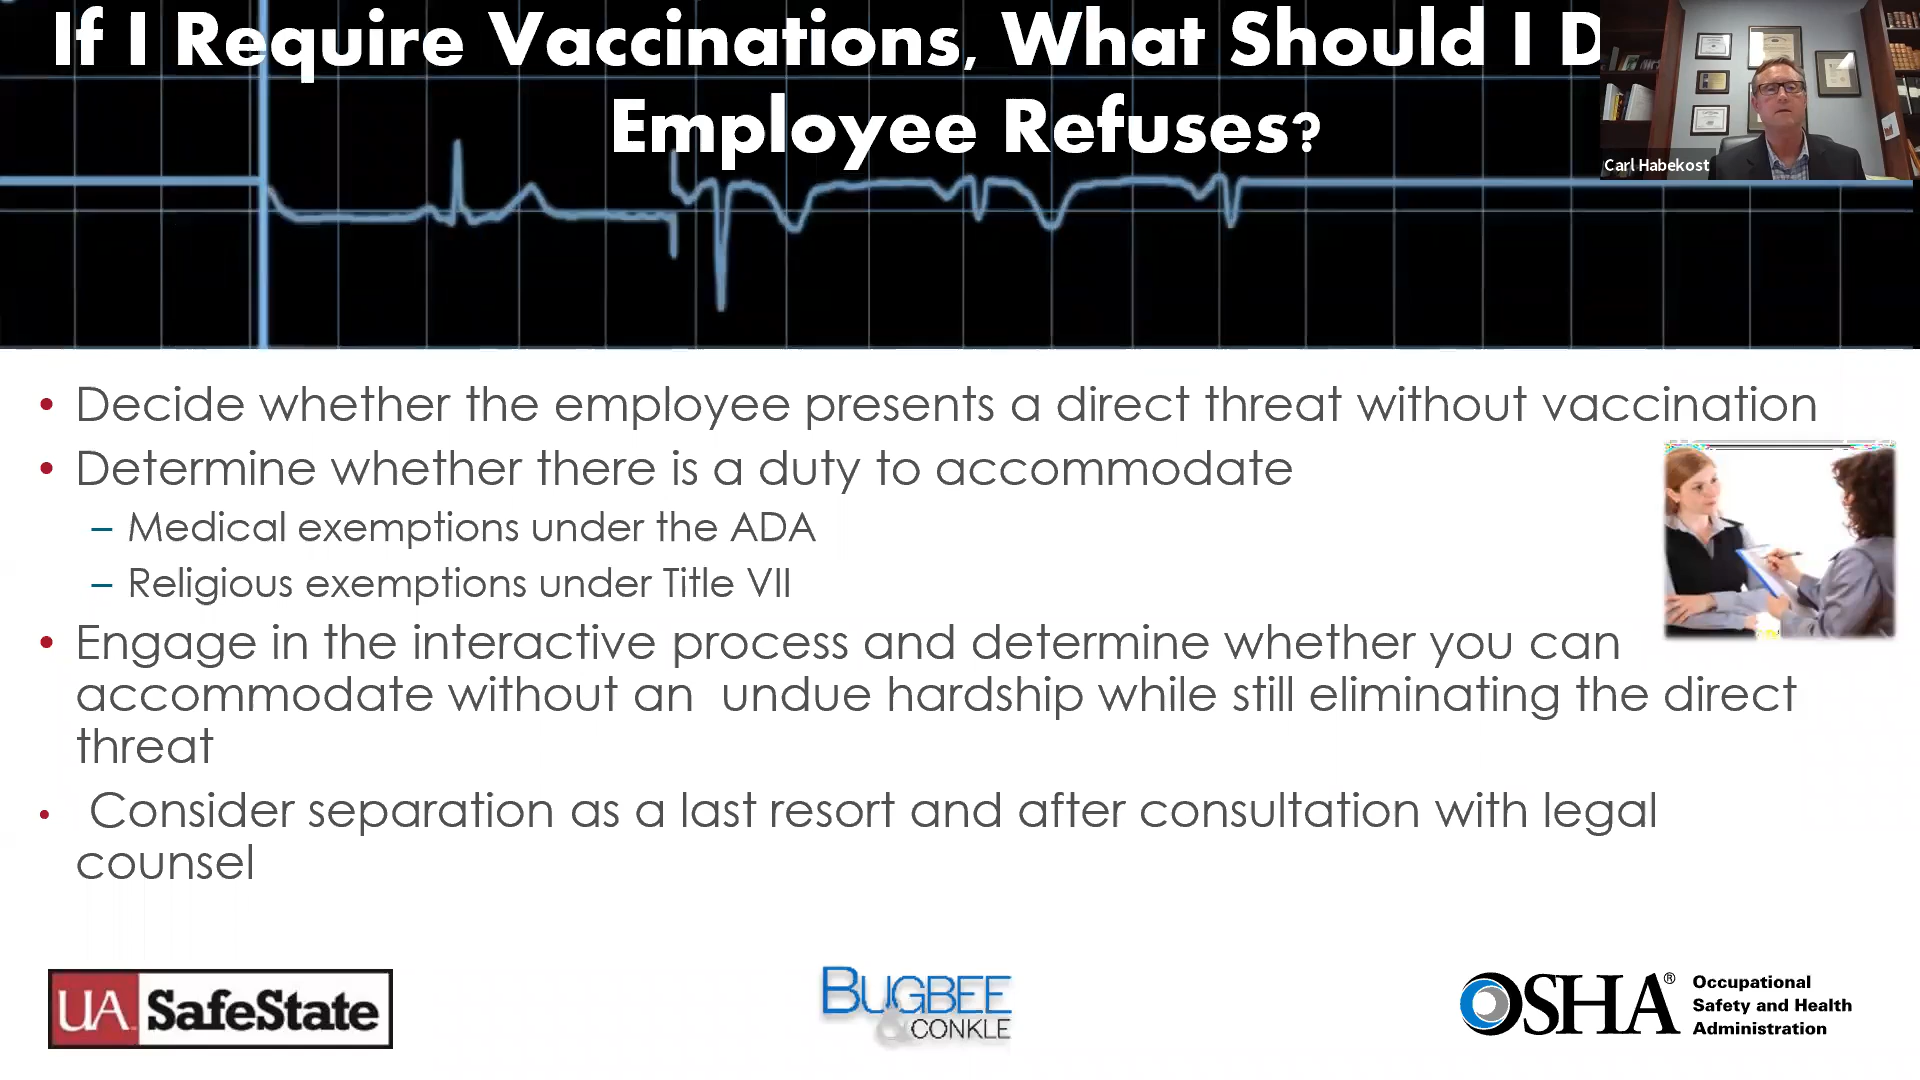 If I Require Vaccinations, What Should I D
Employee Refuses?
Carl Habekost
• Decide whether the employee presents a direct threat without vaccination
• Determine whether there is a duty to accommodate
– Medical exemptions under the ADA
– Religious exemptions under Title VII
• Engage in the interactive process and determine whether you can
accommodate without an undue hardship while still eliminating the direct
threat
• Consider separation as a last resort and after consultation with legal
counsel
UA SafeState
BUGBEE
& CONKLE
OSHA®
Occupational
Safety and Health
Administration